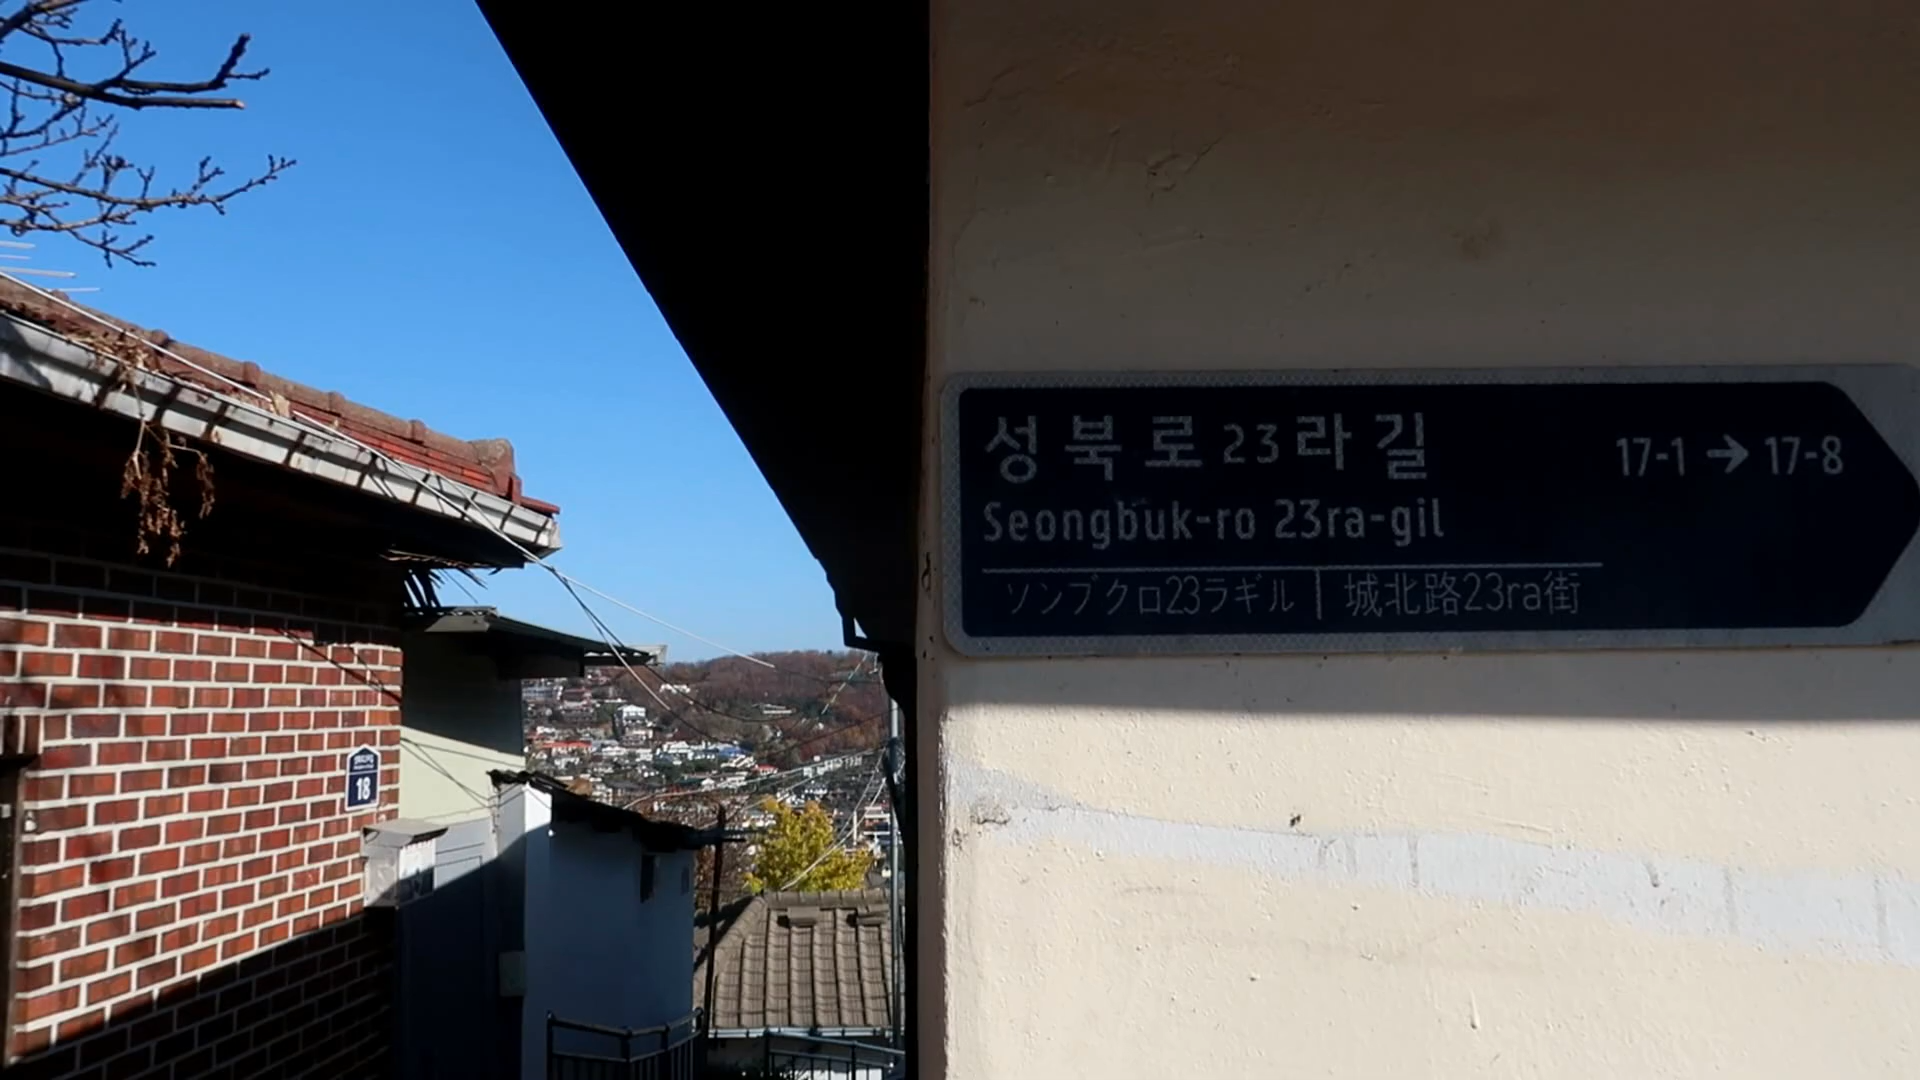 성북로23라길 17-1 → 17-8
Seongbuk-ro 23ra-gil
ソンブクロ23ラギル | 城北路23ra街
18